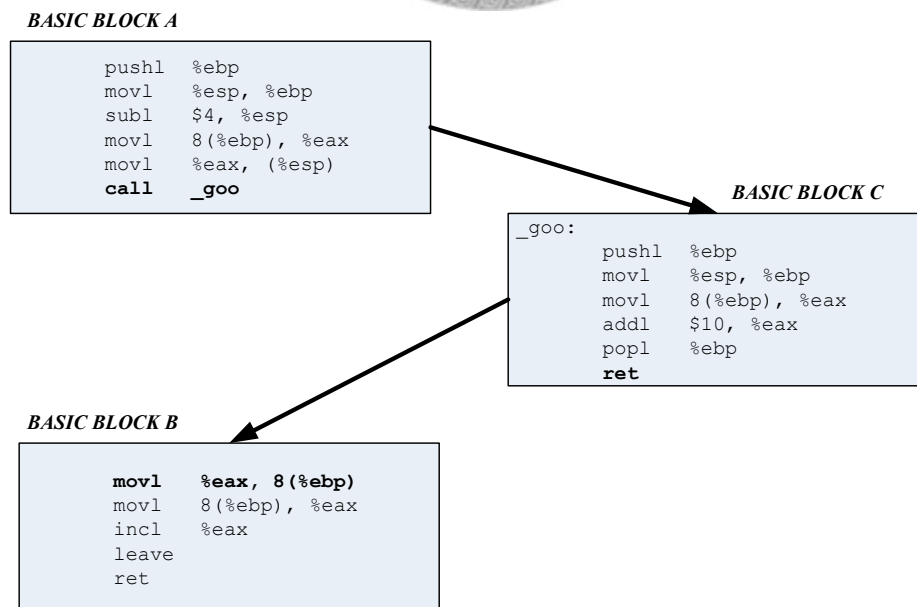 BASIC BLOCK A
pushl %ebp
movl %esp, %ebp
subl $4, %esp
movl 8(%ebp), %eax
movl %eax, (%esp)
call _goo
BASIC BLOCK C
_goo:
pushl %ebp
movl %esp, %ebp
movl 8(%ebp), %eax
addl $10, %eax
popl %ebp
ret
BASIC BLOCK B
movl %eax, 8(%ebp)
movl 8(%ebp), %eax
incl %eax
leave
ret